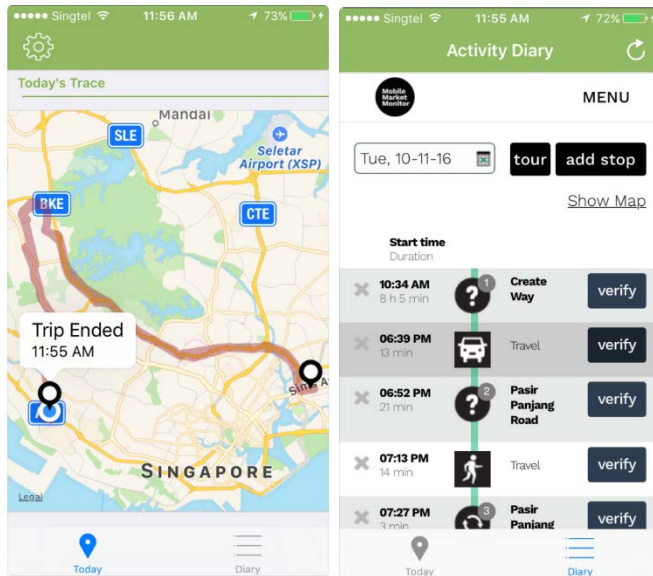 Singtel 11:56 AM 73%
Today's Trace
Mandai
SLE
Seletar
Airport (XSP)
BKE
CTE
Trip Ended
11:55 AM
SINGAPORE
Legal
Today Diary
Singtel 11:55 AM 72%
Activity Diary
Mobile
Market
Monitor
MENU
Tue, 10-11-16 tour add stop
Show Map
Start time
Duration
10:34 AM 1 Create verify
8 h 5 min ? Way
06:39 PM Travel verify
13 min
06:52 PM 2 Pasir verify
21 min ? Panjang
Road
07:13 PM Travel verify
14 min
07:27 PM 3 Pasir verify
3 min Panjang
Today Diary